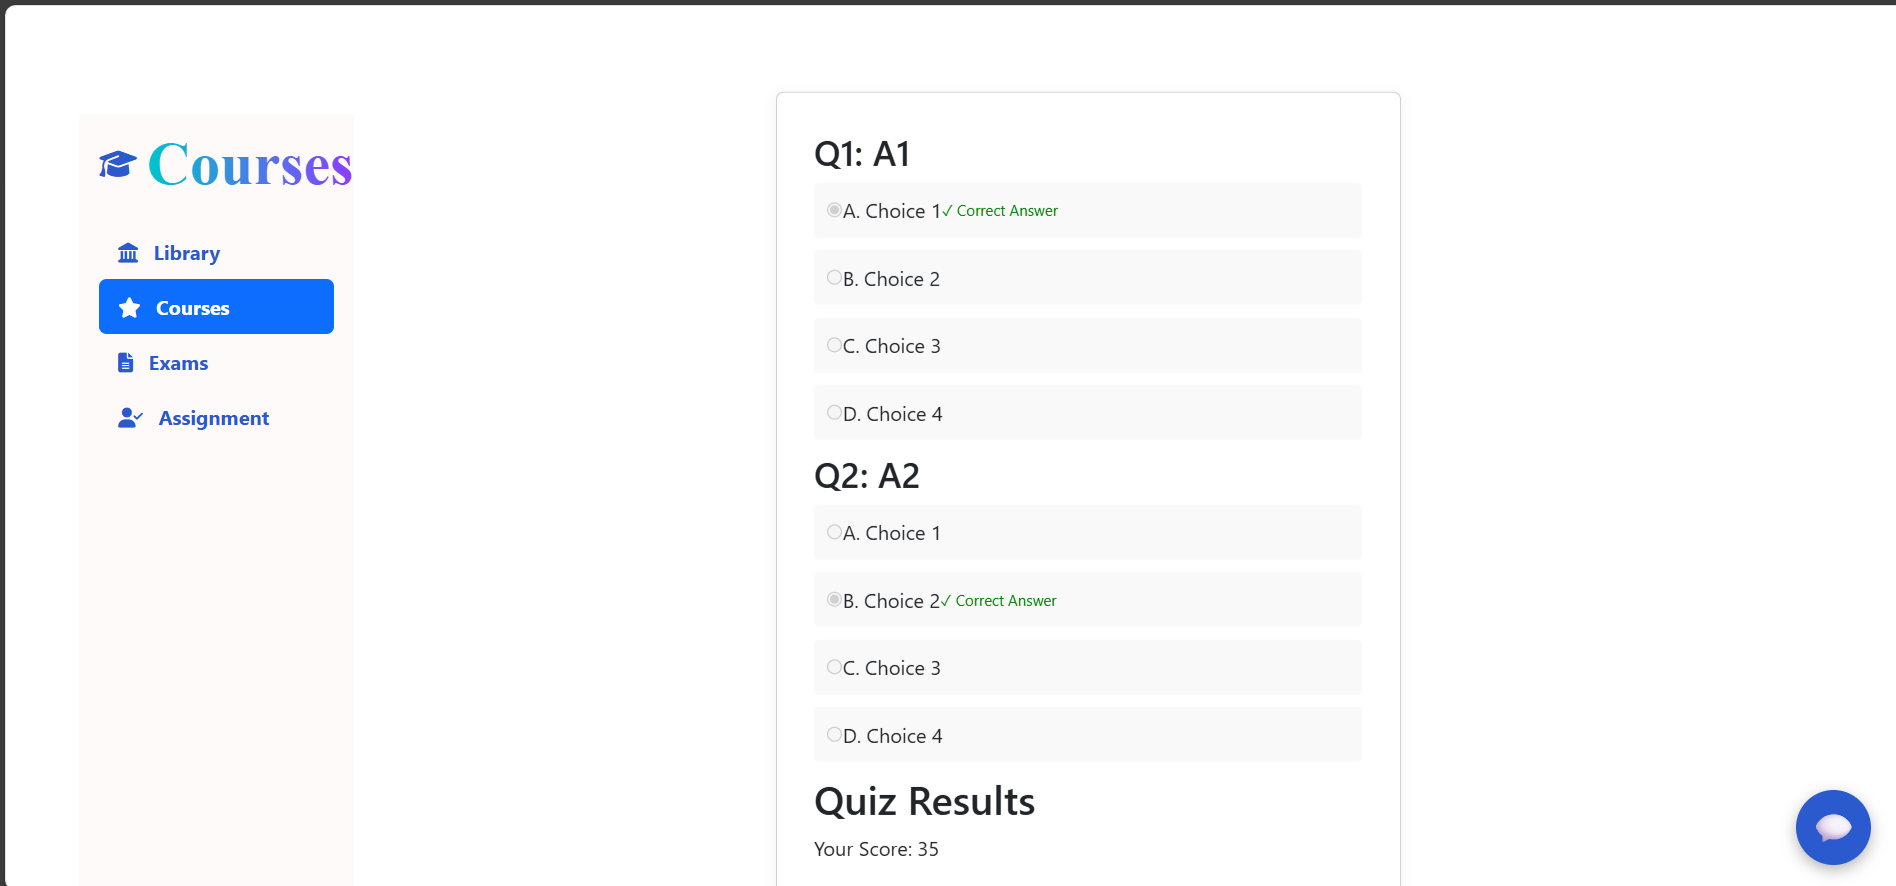 Courses
Library
Courses
Exams
Assignment
Q1: A1
A. Choice 1✓ Correct Answer
B. Choice 2
C. Choice 3
D. Choice 4
Q2: A2
A. Choice 1
B. Choice 2✓ Correct Answer
C. Choice 3
D. Choice 4
Quiz Results
Your Score: 35